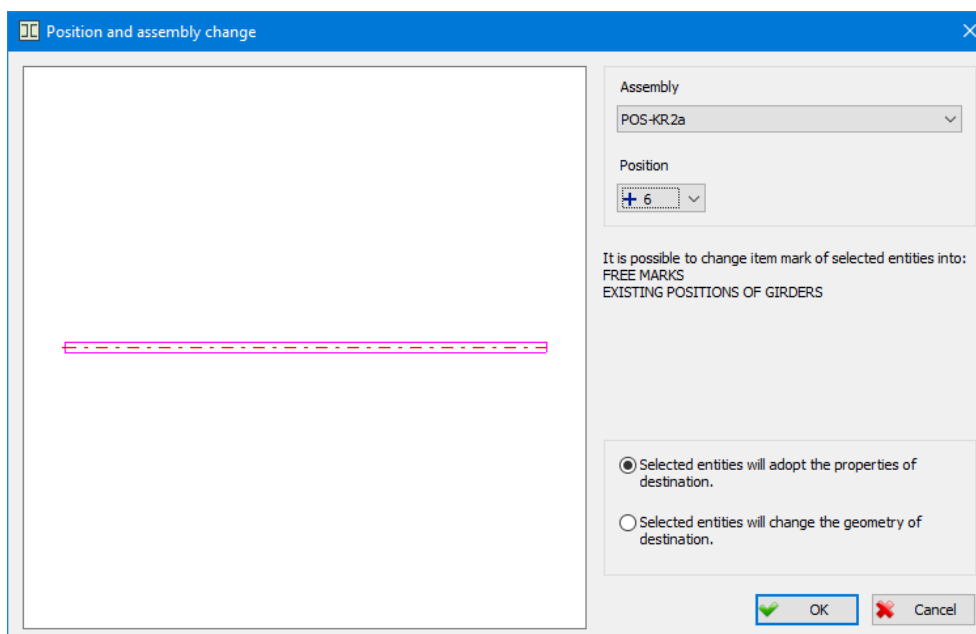 Position and assembly change
Assembly
POS-KR2a
Position
6
It is possible to change item mark of selected entities into:
FREE MARKS
EXISTING POSITIONS OF GIRDERS
Selected entities will adopt the properties of
destination.
Selected entities will change the geometry of
destination.
OK
Cancel